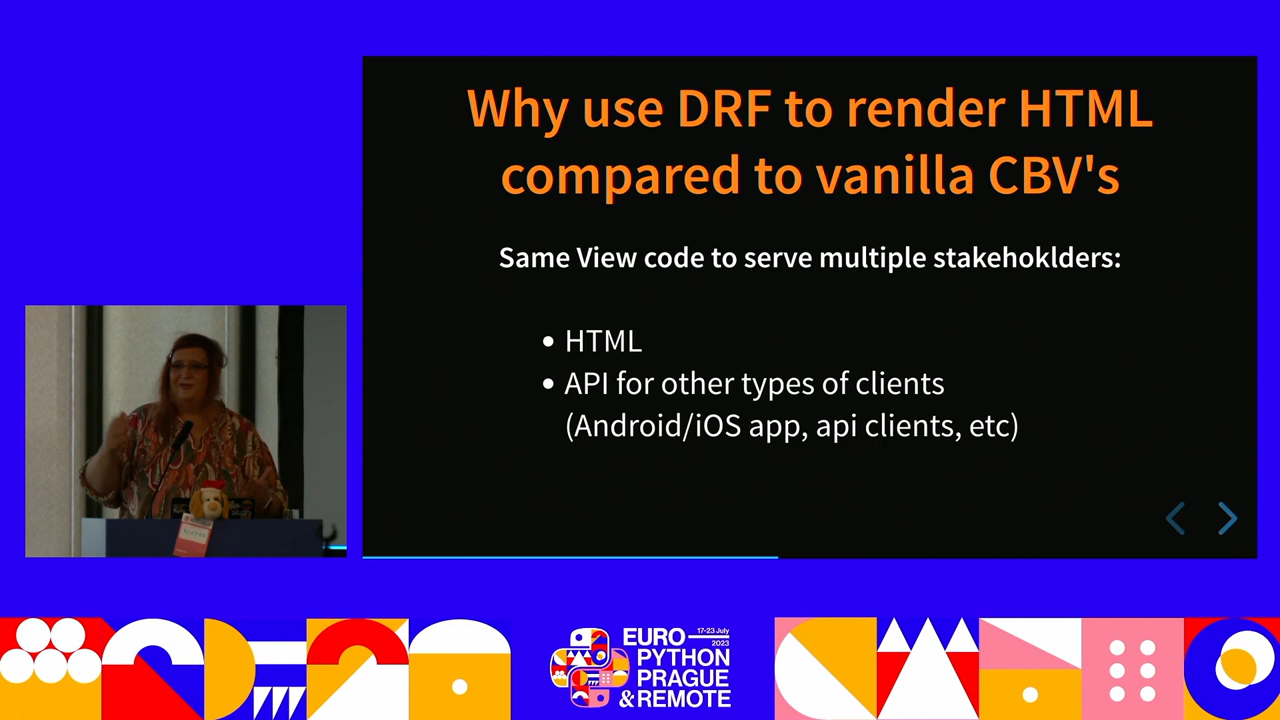 Why use DRF to render HTML
compared to vanilla CBV's
Same View code to serve multiple stakehoklders:
HTML
API for other types of clients
(Android/iOS app, api clients, etc)
EURO
17-23 July
2023
PYTHON
PRAGUE
& REMOTE